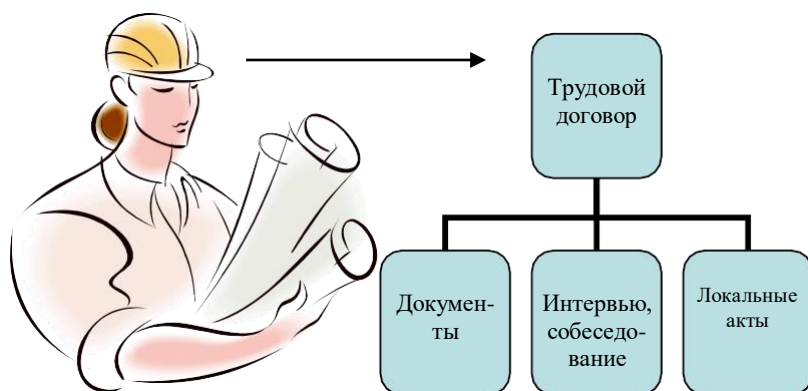 Трудовой
договор
Докумен-
ты
Интервью,
собеседо-
вание
Локальные
акты